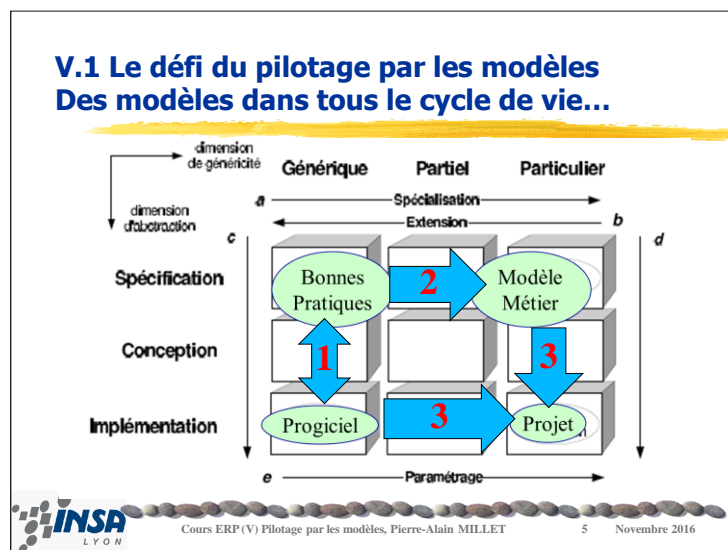 V.1 Le défi du pilotage par les modèles
Des modèles dans tous le cycle de vie…
dimension
de généricité
Générique Partiel Particulier
a Spécialisation
dimension
d'abstraction
Extension b
c d
Spécification
Bonnes
Pratiques
2
Modèle
Métier
Conception
1
3
Implémentation
Progiciel
3
Projet
e Paramétrage
INSA
LYON
Cours ERP (V) Pilotage par les modèles, Pierre-Alain MILLET 5 Novembre 2016